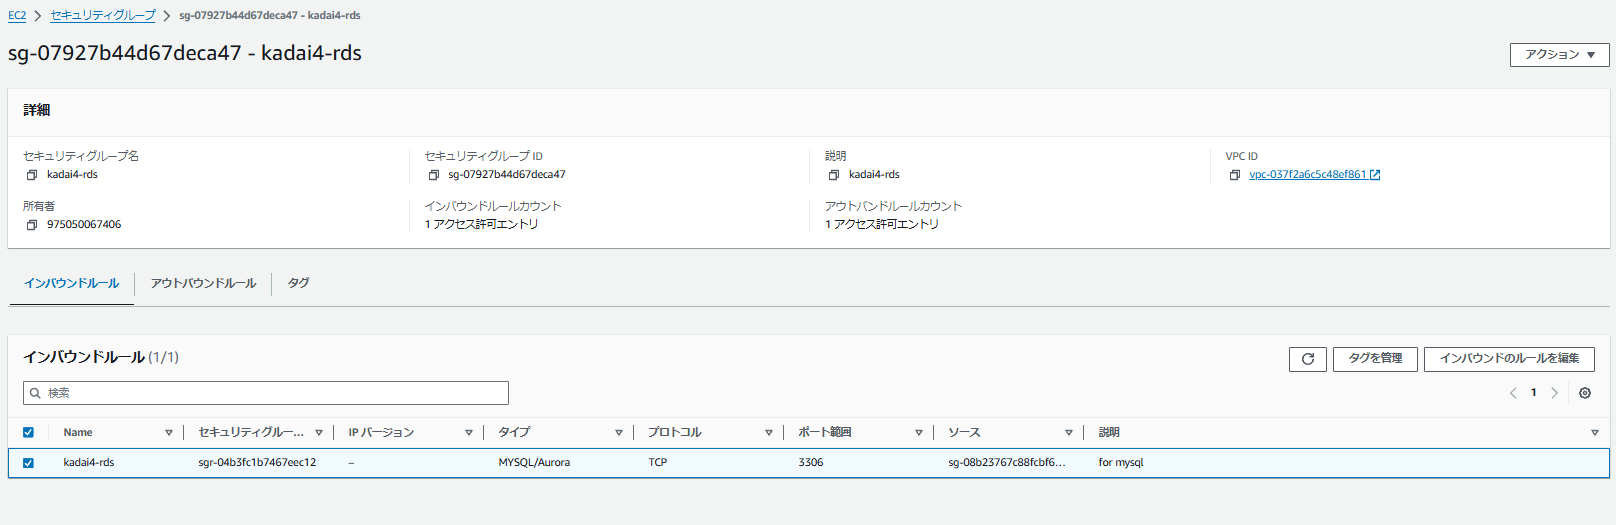 EC2 > セキュリティグループ > sg-07927b44d67deca47 - kadai4-rds
sg-07927b44d67deca47 - kadai4-rds
アクション ▼
詳細
セキュリティグループ名
kadai4-rds
セキュリティグループ ID
sg-07927b44d67deca47
説明
kadai4-rds
VPC ID
vpc-037f2a6c5c48ef861
所有者
975050067406
インバウンドルールカウント
1 アクセス許可エントリ
アウトバンドルールカウント
1 アクセス許可エントリ
インバウンドルール アウトバウンドルール タグ
インバウンドルール (1/1)
タグを管理 インバウンドのルールを編集
検索
1
Name セキュリティグルー... IP バージョン タイプ プロトコル ポート範囲 ソース 説明
kadai4-rds sgr-04b3fc1b7467eec12 – MYSQL/Aurora TCP 3306 sg-08b23767c88fcbf6... for mysql